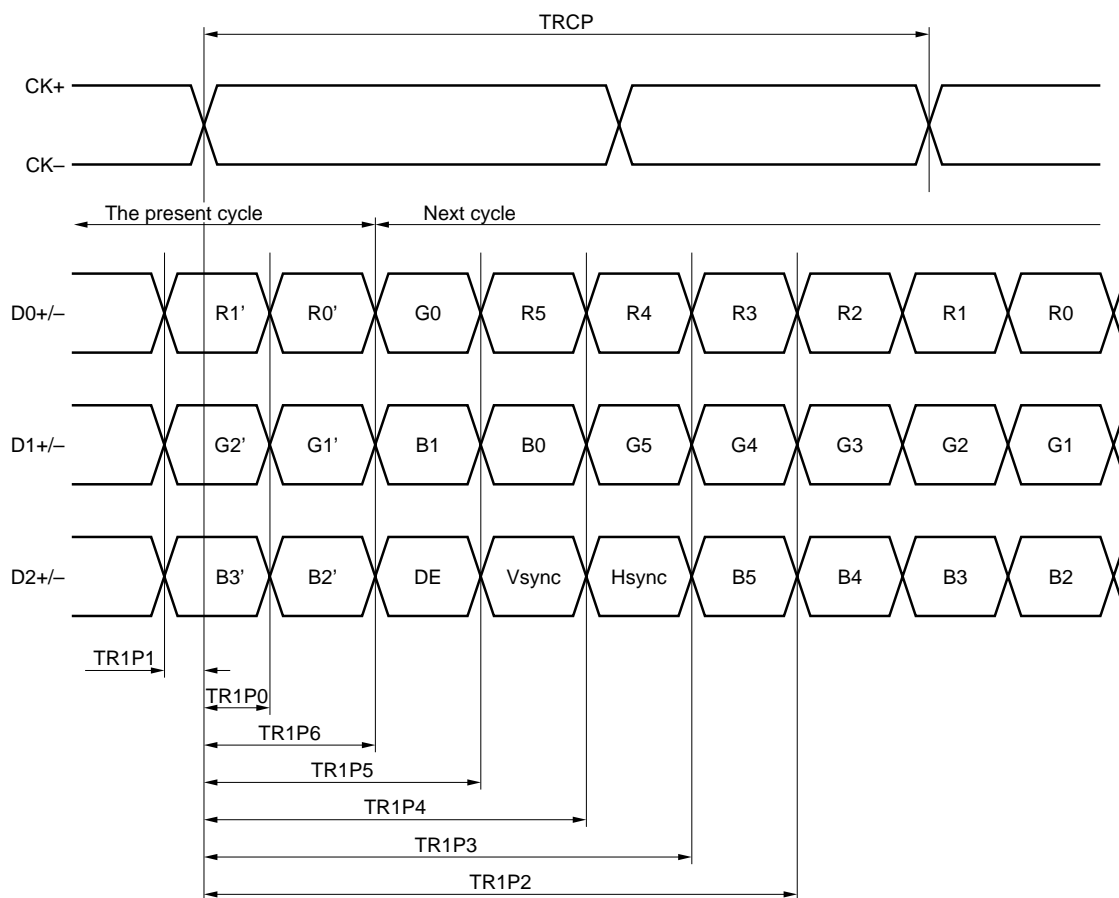 TRCP
CK+
CK–
The present cycle Next cycle
D0+/– R1’ R0’ G0 R5 R4 R3 R2 R1 R0
D1+/– G2’ G1’ B1 B0 G5 G4 G3 G2 G1
D2+/– B3’ B2’ DE Vsync Hsync B5 B4 B3 B2
TR1P1
TR1P0
TR1P6
TR1P5
TR1P4
TR1P3
TR1P2